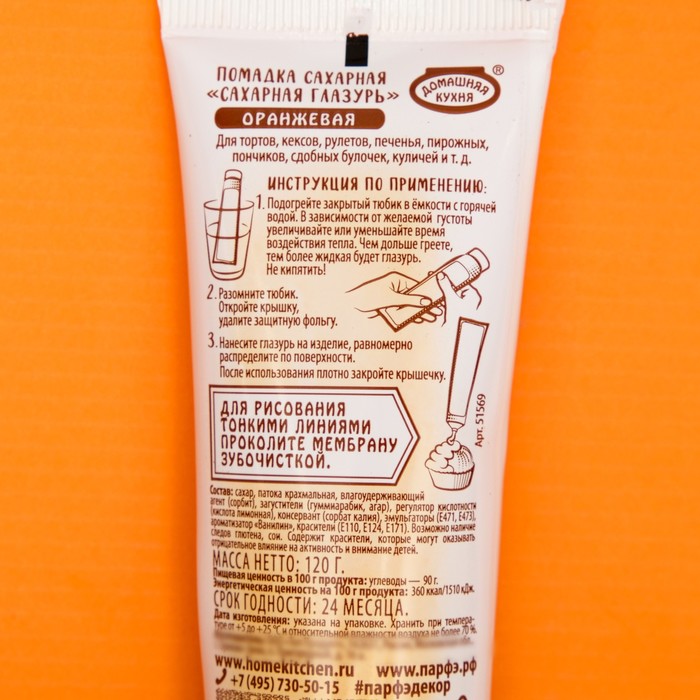 ПОМАДКА САХАРНАЯ
«САХАРНАЯ ГЛАЗУРЬ»
ОРАНЖЕВАЯ
ДОМАШНЯЯ
КУХНЯ
®
Для тортов, кексов, рулетов, печенья, пирожных,
пончиков, сдобных булочек, куличей и т. д.
ИНСТРУКЦИЯ ПО ПРИМЕНЕНИЮ:
1. Подогрейте закрытый тюбик в ёмкости с горячей
водой. В зависимости от желаемой густоты
увеличивайте или уменьшайте время
воздействия тепла. Чем дольше греете,
тем более жидкая будет глазурь.
Не кипятить!
2. Разомните тюбик.
Откройте крышку,
удалите защитную фольгу.
3. Нанесите глазурь на изделие, равномерно
распределите по поверхности.
После использования плотно закройте крышечку.
ДЛЯ РИСОВАНИЯ
ТОНКИМИ ЛИНИЯМИ
ПРОКОЛИТЕ МЕМБРАНУ
ЗУБОЧИСТКОЙ.
Арт. 51569
Состав: сахар, патока крахмальная, влагоудерживающий
агент (сорбит), загустители (гуммиарабик, агар), регулятор кислотности
(кислота лимонная), консервант (сорбат калия), эмульгаторы (Е471, Е473),
ароматизатор «Ванилин», красители (Е110, Е124, Е171). Возможно наличие
следов глютена, сои. Содержит красители, которые могут оказывать
отрицательное влияние на активность и внимание детей.
МАССА НЕТТО: 120 Г.
Пищевая ценность в 100 г продукта: углеводы — 90 г.
Энергетическая ценность на 100 г продукта: 360 ккал/1510 кДж.
СРОК ГОДНОСТИ: 24 МЕСЯЦА.
Дата изготовления: указана на упаковке. Хранить при темпера-
туре от +5 до +25 °С и относительной влажности воздуха не более 70 %.
www.homekitchen.ru www.парфэ.рф
+7 (495) 730-50-15 #парфэдекор